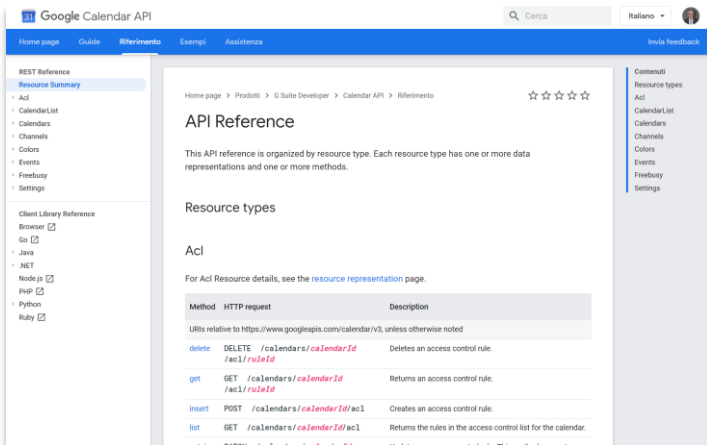 31 Google Calendar API
Cerca
Italiano
Home page Guide Riferimento Esempi Assistenza
Invia feedback
REST Reference
Resource Summary
Acl
CalendarList
Calendars
Channels
Colors
Events
Freebusy
Settings
Client Library Reference
Browser
Go
Java
.NET
Node.js
PHP
Python
Ruby
Home page > Prodotti > G Suite Developer > Calendar API > Riferimento
API Reference
This API reference is organized by resource type. Each resource type has one or more data
representations and one or more methods.
Resource types
Acl
For Acl Resource details, see the resource representation page.
Method HTTP request Description
URIs relative to https://www.googleapis.com/calendar/v3, unless otherwise noted
delete DELETE /calendars/calendarId Deletes an access control rule.
/acl/ruleId
get GET /calendars/calendarId Returns an access control rule.
/acl/ruleId
insert POST /calendars/calendarId/acl Creates an access control rule.
list GET /calendars/calendarId/acl Returns the rules in the access control list for the calendar.
Contenuti
Resource types
Acl
CalendarList
Calendars
Channels
Colors
Events
Freebusy
Settings